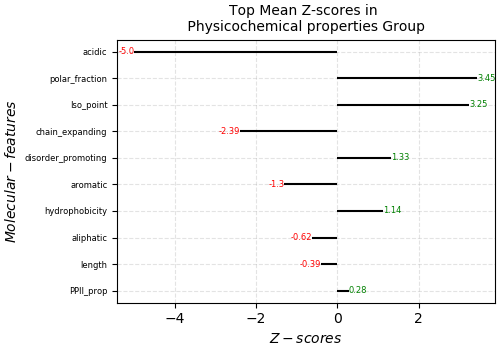 Top Mean Z-scores in
Physicochemical properties Group
acidic -5.0
polar_fraction 3.45
Iso_point 3.25
chain_expanding -2.39
disorder_promoting 1.33
aromatic -1.3
hydrophobicity 1.14
aliphatic -0.62
length -0.39
PPII_prop 0.28
Molecular−features
−4 −2 0 2
Z−scores